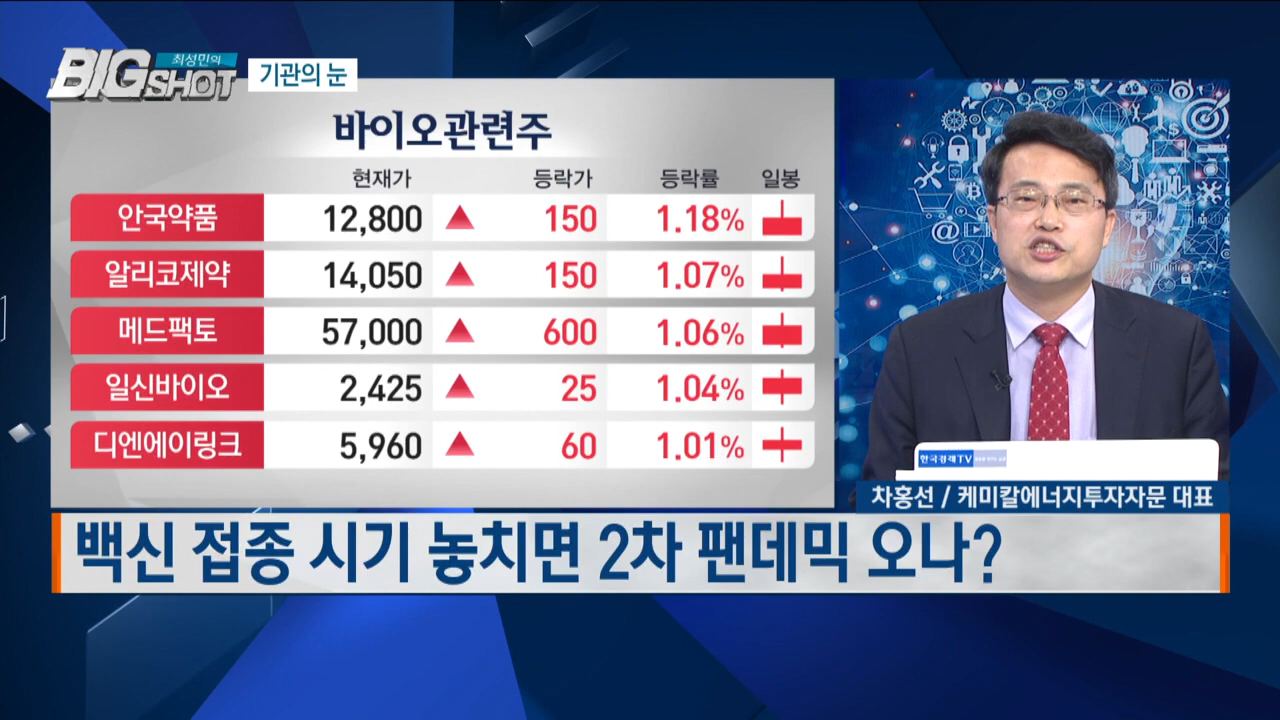 최성민의
BIG SHOT
기관의 눈
바이오관련주
현재가 등락가 등락률 일봉
안국약품 12,800 ▲ 150 1.18%
알리코제약 14,050 ▲ 150 1.07%
메드팩토 57,000 ▲ 600 1.06%
일신바이오 2,425 ▲ 25 1.04%
디엔에이링크 5,960 ▲ 60 1.01%
한국경제TV
차홍선 / 케미칼에너지투자자문 대표
백신 접종 시기 놓치면 2차 팬데믹 오나?